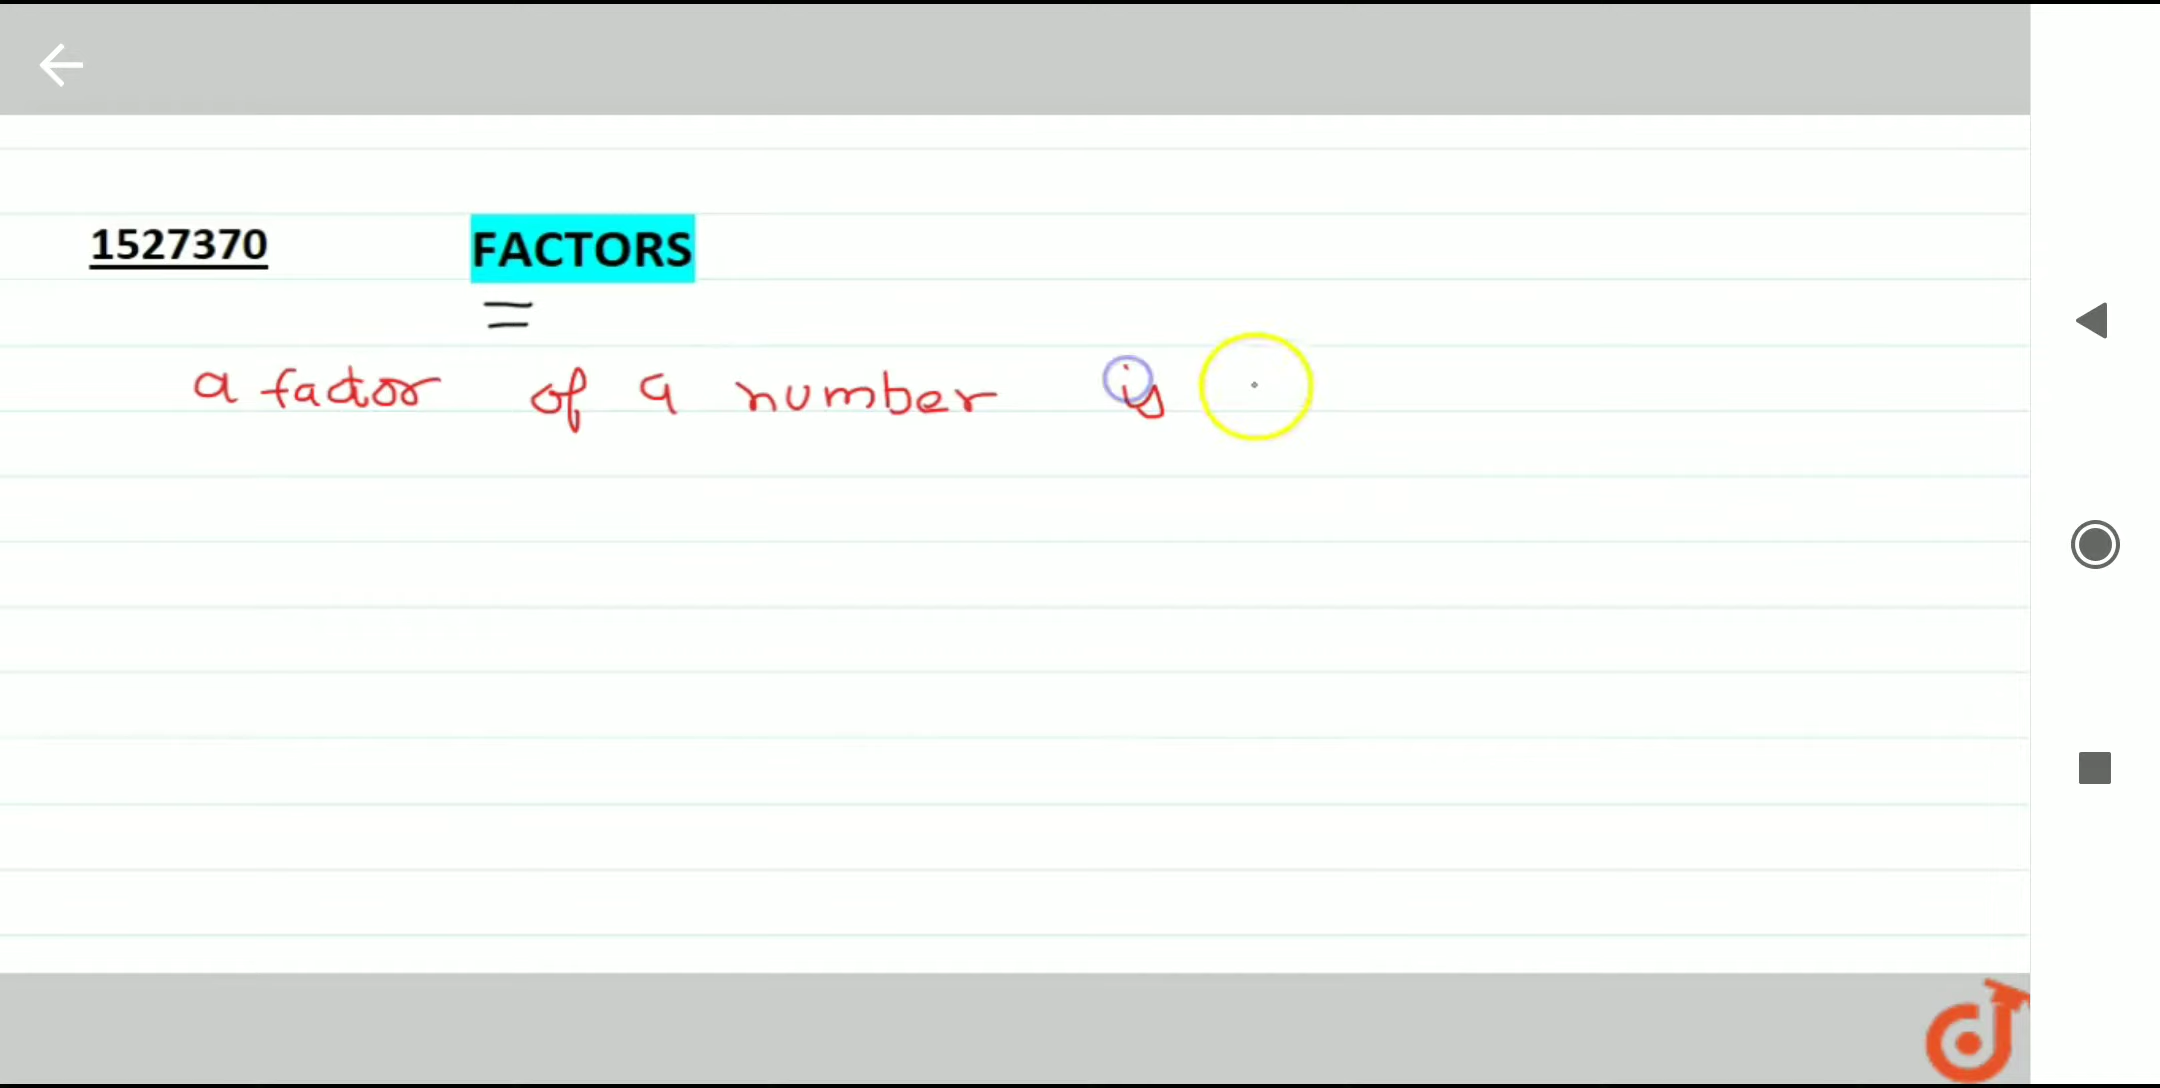 1527370 FACTORS
=
a factor of a number is